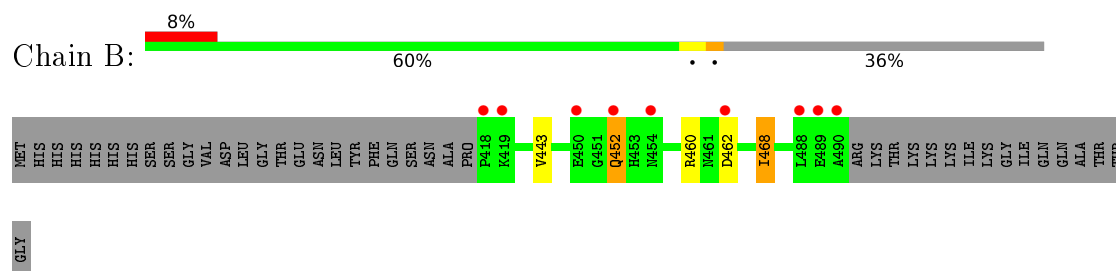 8%
Chain B:
60% • • 36%
MET HIS HIS HIS HIS HIS HIS SER SER GLY VAL ASP LEU GLY THR GLU ASN LEU TYR PHE GLN SER ASN ALA PRO P418 K419 V443 E450 G451 Q452 H453 N454 R460 N461 D462 I468 L488 E489 A490 ARG LYS THR LYS LYS LYS ILE LYS GLY ILE GLN GLN ALA THR THR
GLY